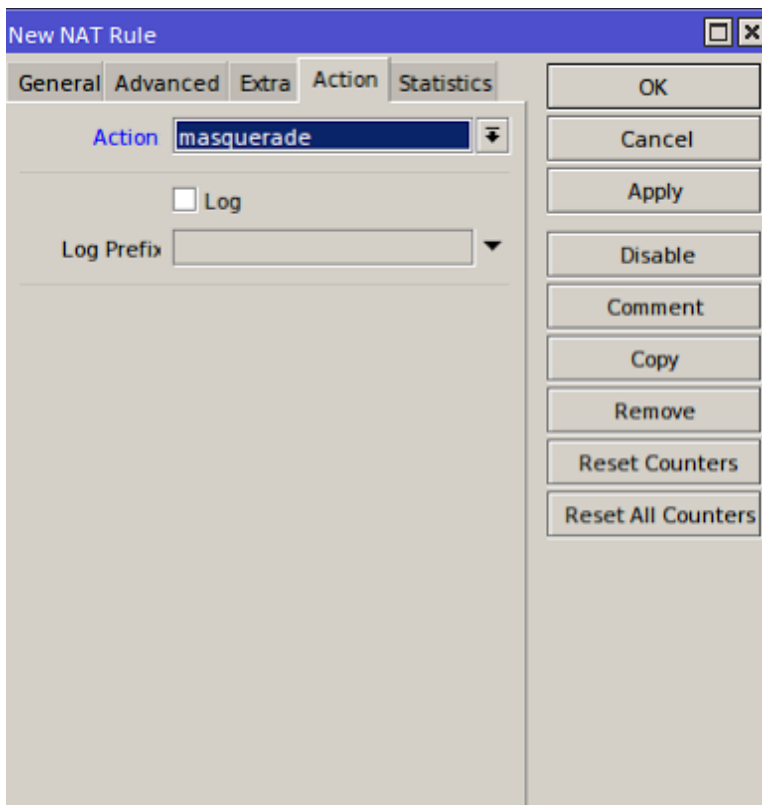 New NAT Rule
General Advanced Extra Action Statistics
Action masquerade
Log
Log Prefix
OK
Cancel
Apply
Disable
Comment
Copy
Remove
Reset Counters
Reset All Counters